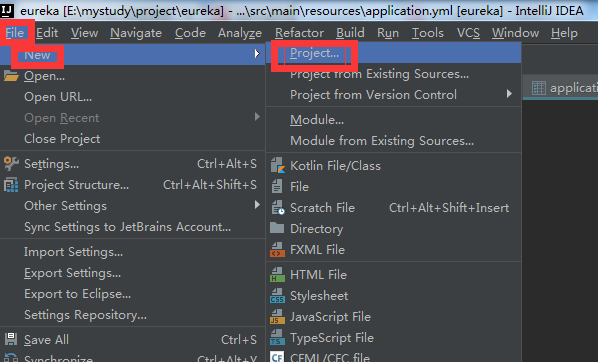 eureka [E:\mystudy\project\eureka] - ...\src\main\resources\application.yml [eureka] - IntelliJ IDEA
File Edit View Navigate Code Analyze Refactor Build Run Tools VCS Window Help
New
Open...
Open URL...
Open Recent
Close Project
Settings... Ctrl+Alt+S
Project Structure... Ctrl+Alt+Shift+S
Other Settings
Sync Settings to JetBrains Account...
Import Settings...
Export Settings...
Export to Eclipse...
Settings Repository...
Save All Ctrl+S
Synchronize Ctrl+Alt+Y
Project...
Project from Existing Sources...
Project from Version Control
Module...
Module from Existing Sources...
Kotlin File/Class
File
Scratch File Ctrl+Alt+Shift+Insert
Directory
FXML File
HTML File
Stylesheet
JavaScript File
TypeScript File
CFML/CFC file
applicati